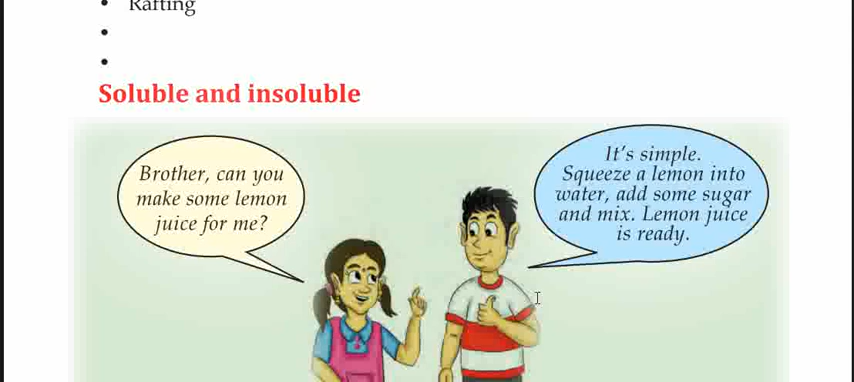 • Rafting
•
•
Soluble and insoluble
Brother, can you
make some lemon
juice for me?
It's simple.
Squeeze a lemon into
water, add some sugar
and mix. Lemon juice
is ready.